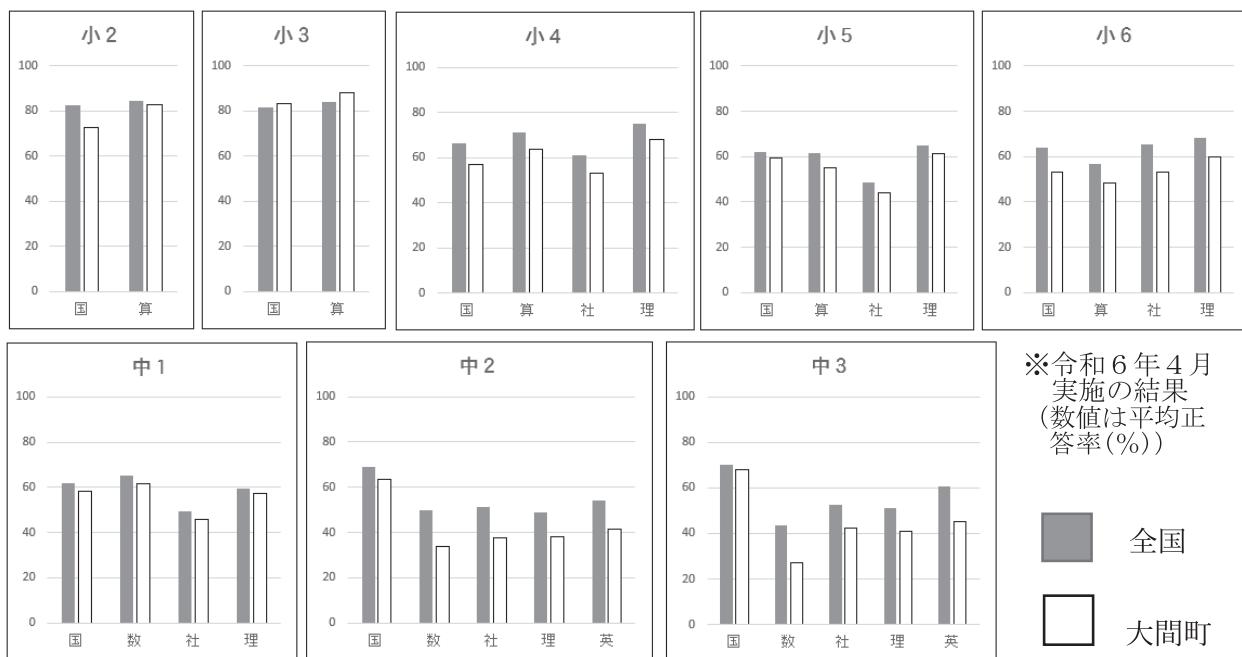 小2
100
80
60
40
20
0
国 算
小3
100
80
60
40
20
0
国 算
小4
100
80
60
40
20
0
国 算 社 理
小5
100
80
60
40
20
0
国 算 社 理
小6
100
80
60
40
20
0
国 算 社 理
中1
100
80
60
40
20
0
国 数 社 理
中2
100
80
60
40
20
0
国 数 社 理 英
中3
100
80
60
40
20
0
国 数 社 理 英
※令和6年4月
実施の結果
(数値は平均正
答率(%))
全国
大間町